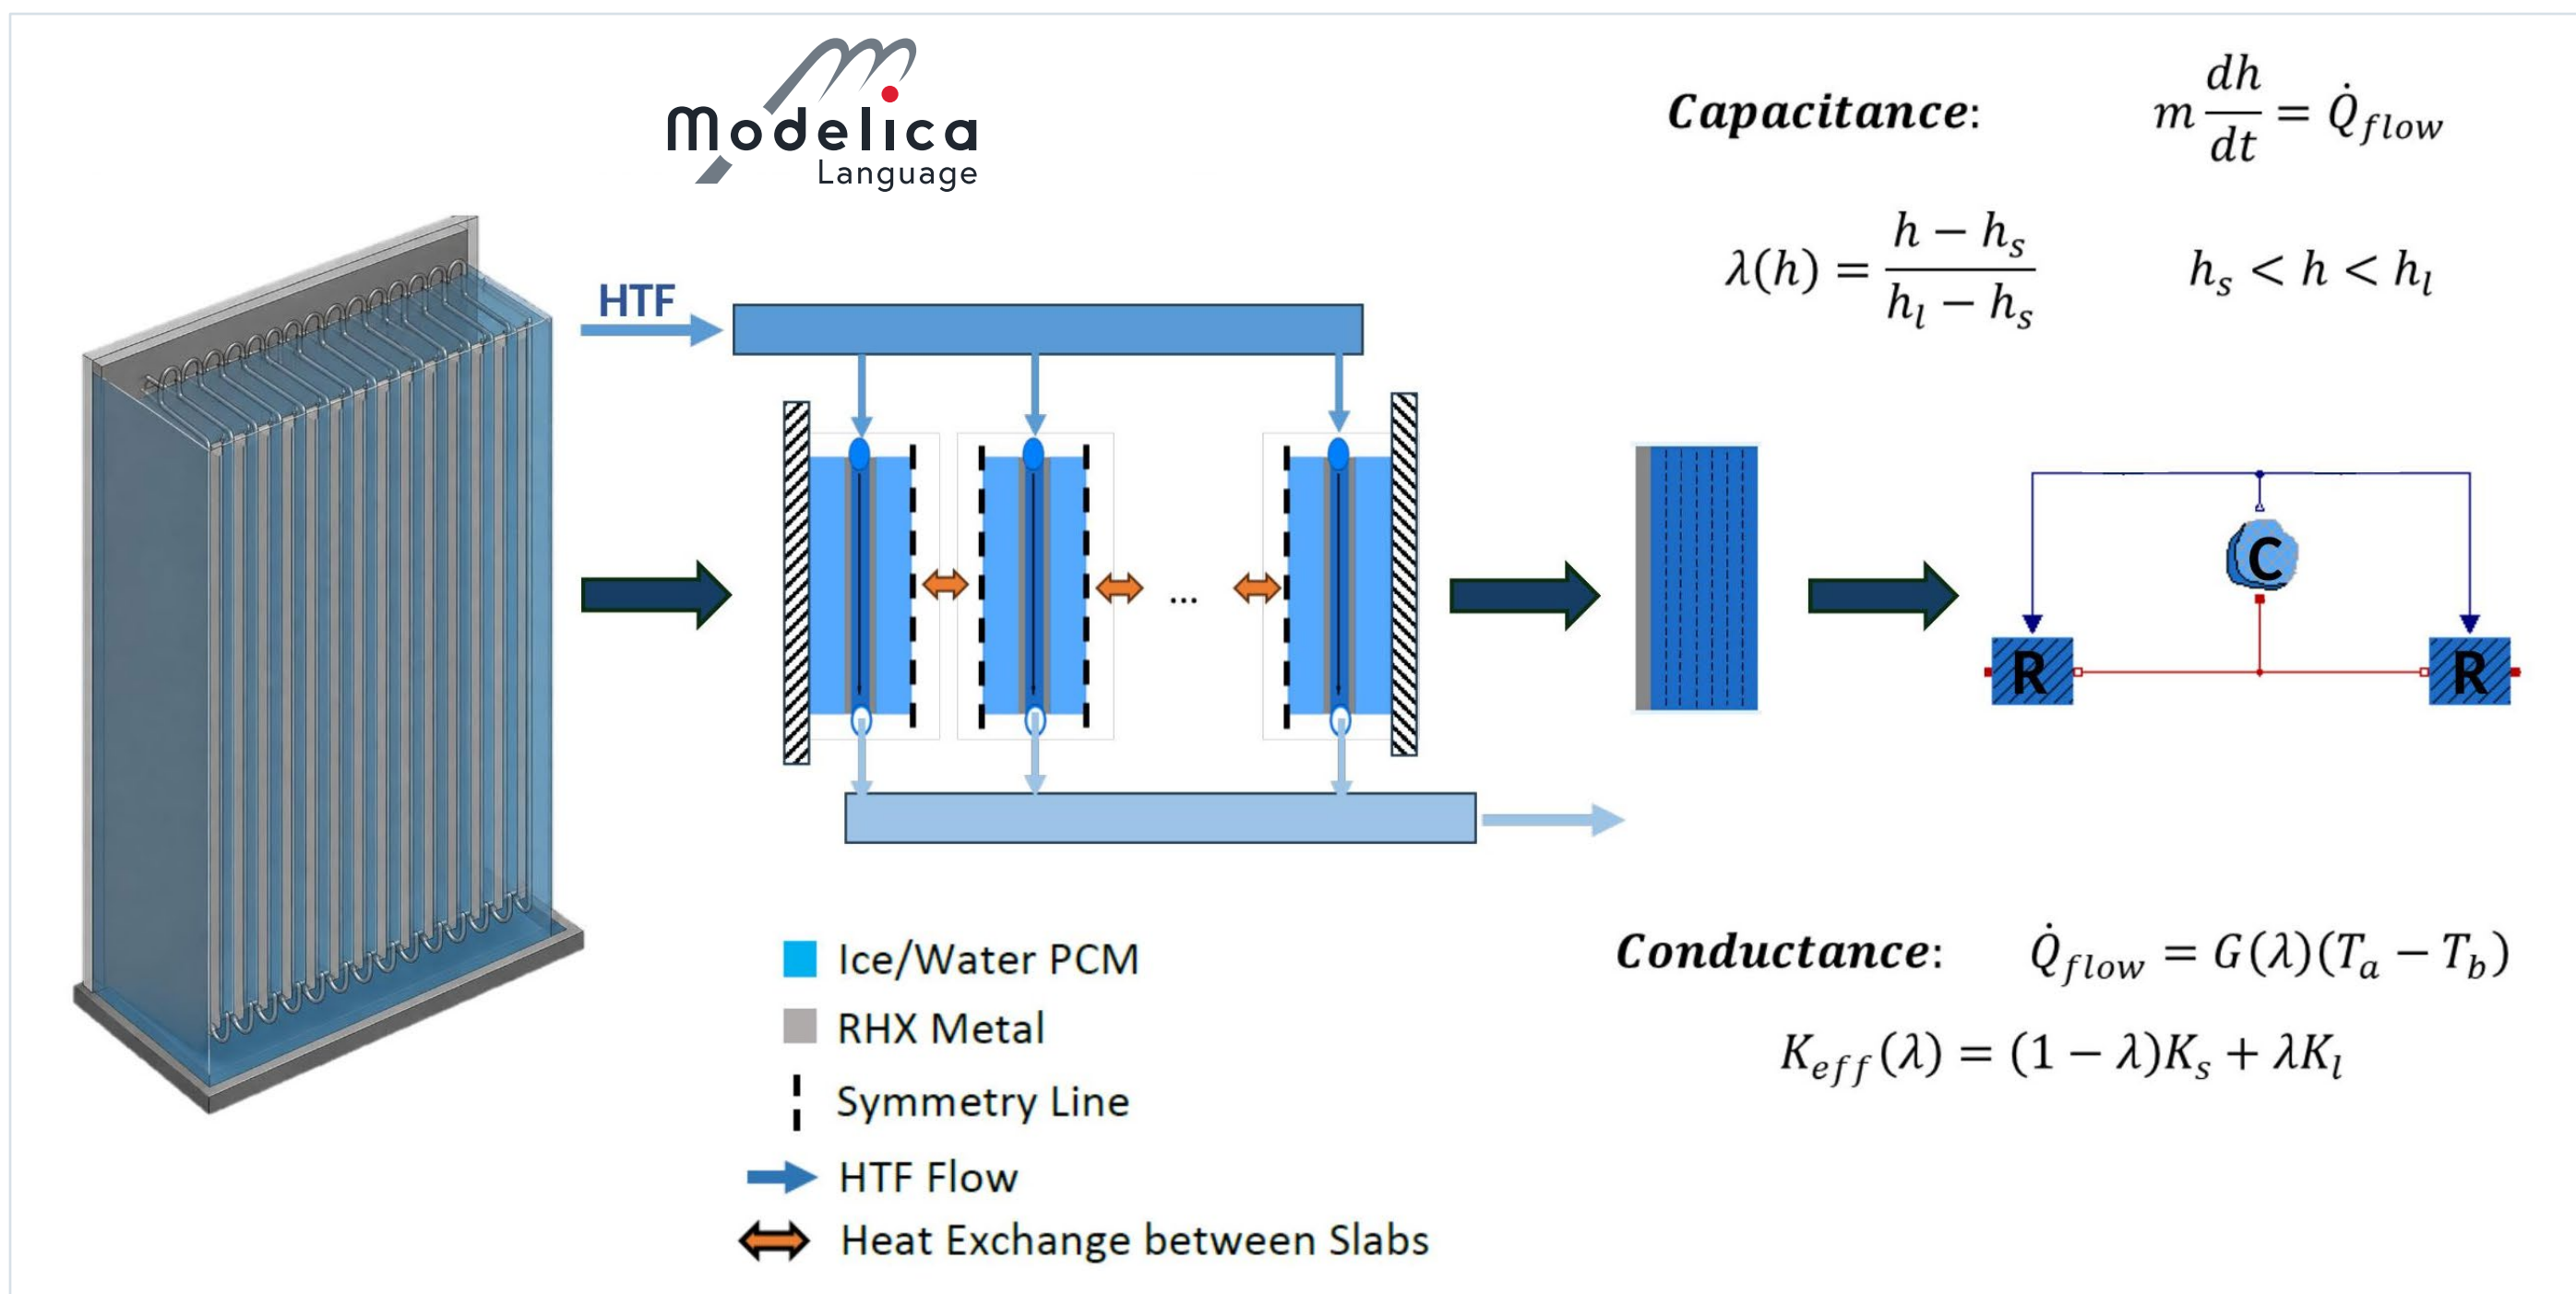 Modelica
Language
Capacitance: m dh/dt = Q̇_flow
λ(h) = (h − h_s)/(h_l − h_s)    h_s < h < h_l
HTF
...
C
R R
Ice/Water PCM
RHX Metal
Symmetry Line
HTF Flow
Heat Exchange between Slabs
Conductance: Q̇_flow = G(λ)(T_a − T_b)
K_eff(λ) = (1 − λ)K_s + λK_l